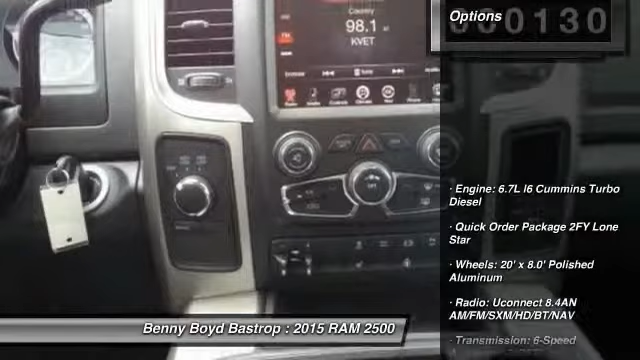 Country
98.1
KVET
Options
000130
· Engine: 6.7L I6 Cummins Turbo
Diesel
· Quick Order Package 2FY Lone
Star
· Wheels: 20' x 8.0' Polished
Aluminum
· Radio: Uconnect 8.4AN
AM/FM/SXM/HD/BT/NAV
· Transmission: 6-Speed
Benny Boyd Bastrop : 2015 RAM 2500